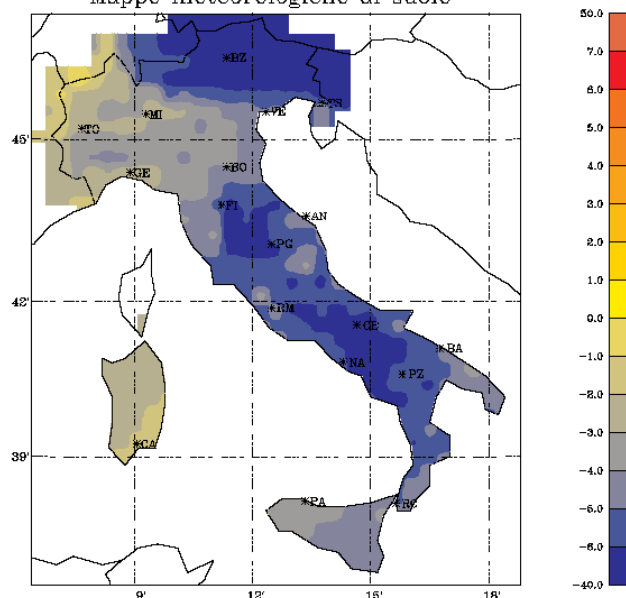 Mappe meteorologiche di suolo
BZ
TS
MI
VE
TO
BO
GE
FI
AN
PG
RM
CB
BA
NA
PZ
CA
PA
RC
45'
42'
39'
9'
12'
15'
18'
50.0
7.0
6.0
5.0
4.0
3.0
2.0
1.0
0.0
-1.0
-2.0
-3.0
-4.0
-5.0
-6.0
-40.0